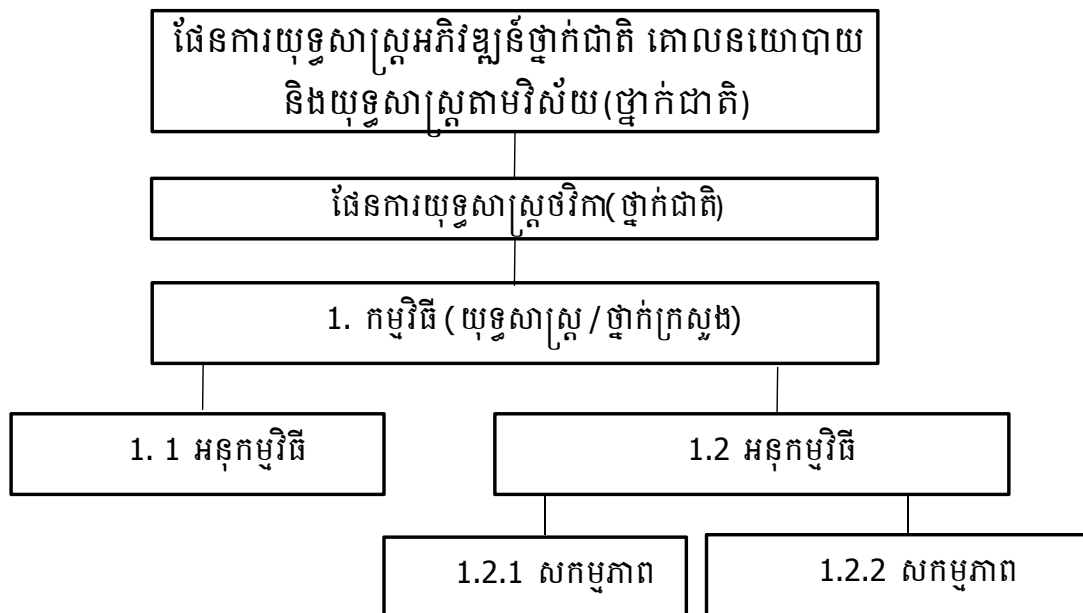 ផែនការយុទ្ធសាស្ត្រអភិវឌ្ឍន៍ថ្នាក់ជាតិ គោលនយោបាយ
និងយុទ្ធសាស្ត្រតាមវិស័យ(ថ្នាក់ជាតិ)
ផែនការយុទ្ធសាស្ត្រថវិកា(ថ្នាក់ជាតិ)
1. កម្មវិធី (យុទ្ធសាស្ត្រ/ថ្នាក់ក្រសួង)
1. 1 អនុកម្មវិធី
1.2 អនុកម្មវិធី
1.2.1 សកម្មភាព
1.2.2 សកម្មភាព